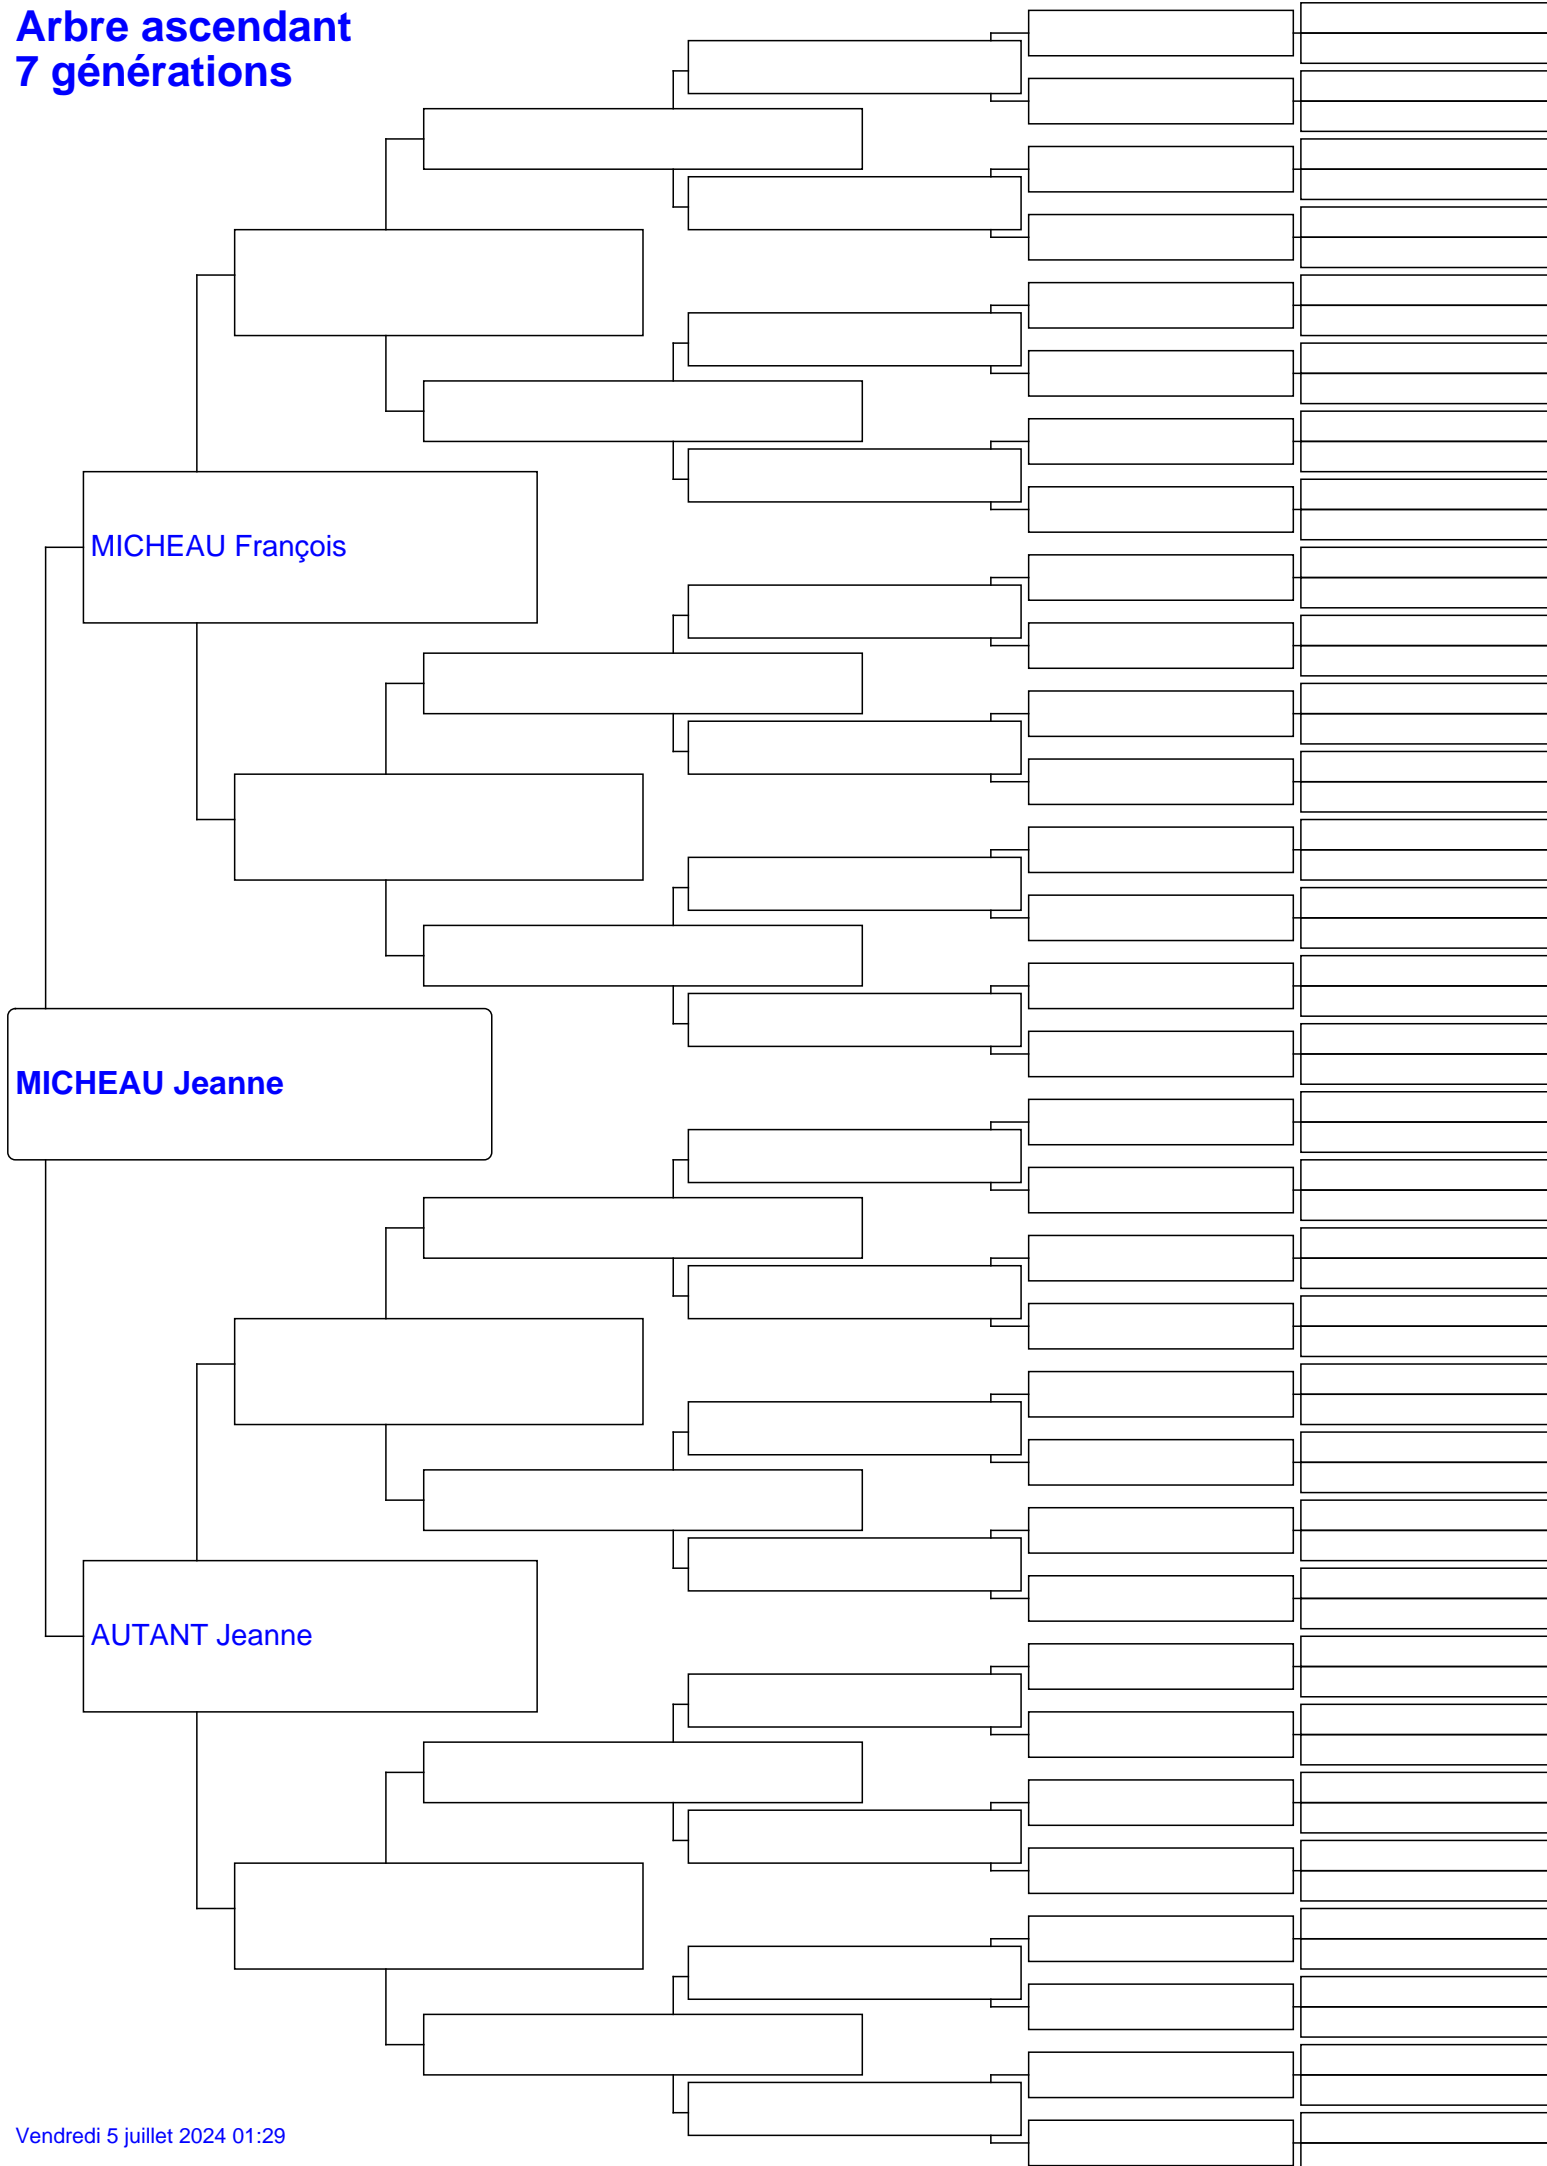 Arbre ascendant
7 générations
MICHEAU François
MICHEAU Jeanne
AUTANT Jeanne
Vendredi 5 juillet 2024 01:29